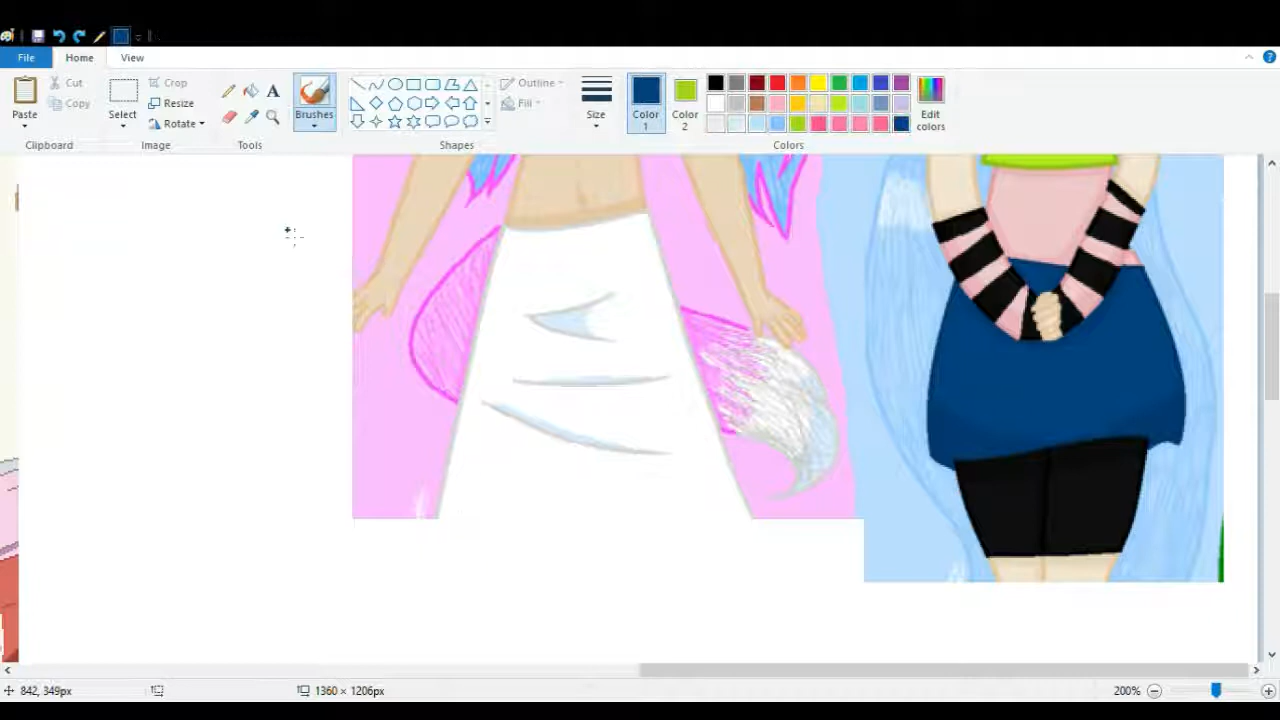 File Home View
Paste Cut Copy
Clipboard
Select Crop Resize Rotate
Image
Tools
Brushes
Shapes
Outline Fill
Size
Color 1
Color 2
Colors
Edit colors
842, 349px
1360 × 1206px
200%